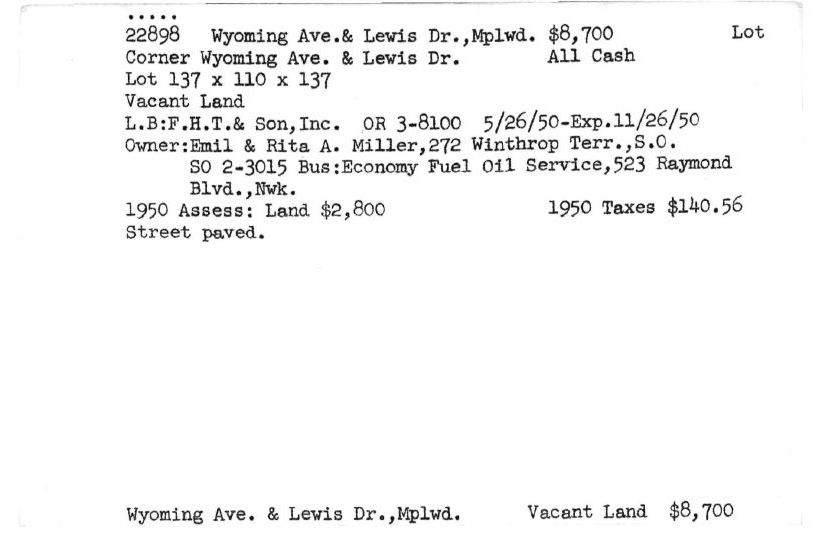 .....
22898 Wyoming Ave.& Lewis Dr.,Mplwd. $8,700 Lot
Corner Wyoming Ave. & Lewis Dr. All Cash
Lot 137 x 110 x 137
Vacant Land
L.B:F.H.T.& Son,Inc. OR 3-8100 5/26/50-Exp.11/26/50
Owner:Emil & Rita A. Miller,272 Winthrop Terr.,S.O.
SO 2-3015 Bus:Economy Fuel Oil Service,523 Raymond
Blvd.,Nwk.
1950 Assess: Land $2,800 1950 Taxes $140.56
Street paved.
Wyoming Ave. & Lewis Dr.,Mplwd. Vacant Land $8,700